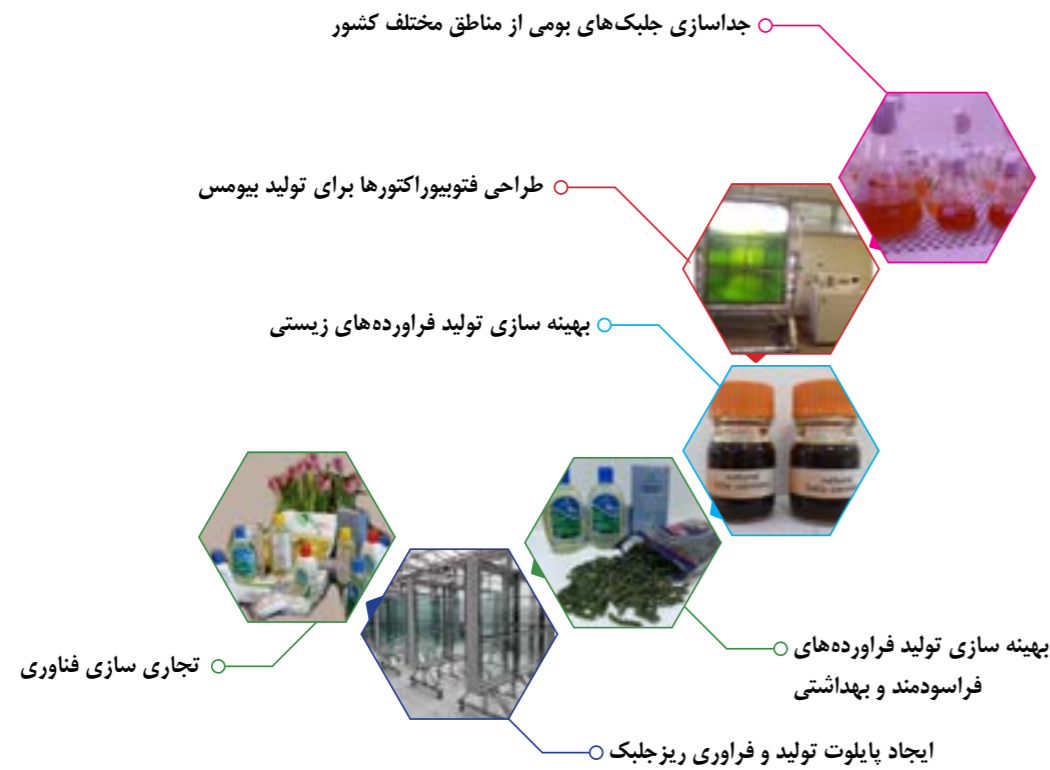 جداسازی جلبک‌های بومی از مناطق مختلف کشور
طراحی فتوبیوراکتورها برای تولید بیومس
بهینه سازی تولید فراورده‌های زیستی
بهینه سازی تولید فراورده‌های
فراسودمند و بهداشتی
ایجاد پایلوت تولید و فراوری ریزجلبک
تجاری سازی فناوری